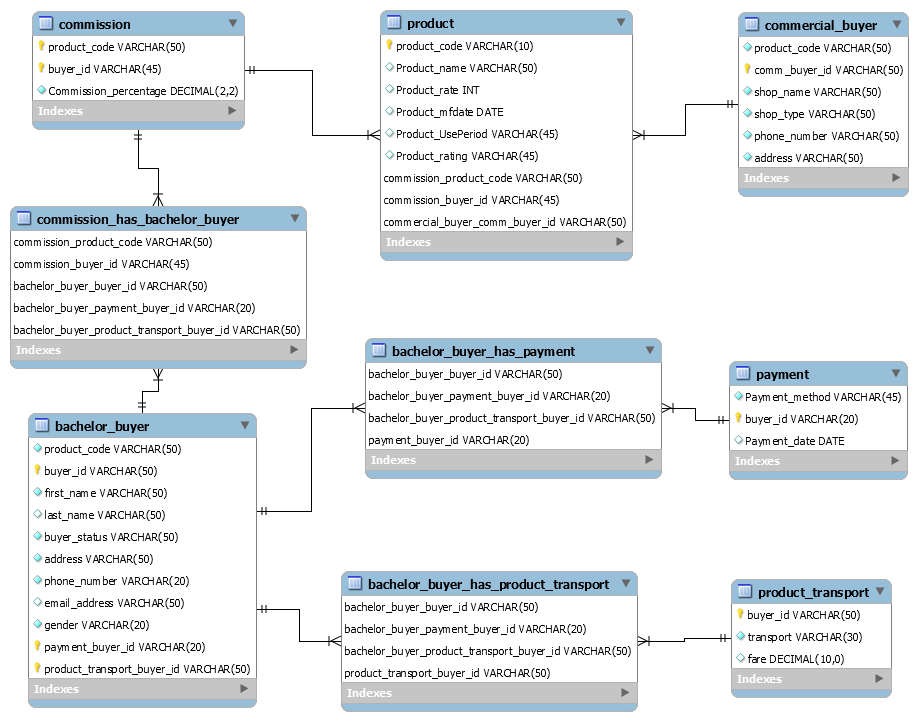 commission
product_code VARCHAR(50)
buyer_id VARCHAR(45)
Commission_percentage DECIMAL(2,2)
Indexes
product
Product_code VARCHAR(10)
Product_name VARCHAR(50)
Product_rate INT
Product_mfdate DATE
Product_UsePeriod VARCHAR(45)
Product_rating VARCHAR(45)
commission_product_code VARCHAR(50)
commission_buyer_id VARCHAR(45)
commercial_buyer_comm_buyer_id VARCHAR(50)
Indexes
commercial_buyer
product_code VARCHAR(50)
comm _buyer_id VARCHAR(50)
shop_name VARCHAR(50)
shop_type VARCHAR(50)
phone_number VARCHAR(50)
address VARCHAR(50)
Indexes
commission_has_bachelor_buyer
commission_product_code VARCHAR(50)
commission_buyer_id VARCHAR(45)
bachelor_buyer_buyer_id VARCHAR(50)
bachelor_buyer_payment_buyer_id VARCHAR(20)
bachelor_buyer_product_transport_buyer_id VARCHAR(50)
Indexes
bachelor_buyer_has_payment
bachelor_buyer_buyer_id VARCHAR(50)
bachelor_buyer_payment_buyer_id VARCHAR(20)
bachelor_buyer_product_transport_buyer_id VARCHAR(50)
payment_buyer_id VARCHAR(20)
Indexes
payment
Payment_method VARCHAR(45)
buyer_id VARCHAR(20)
Payment_date DATE
Indexes
bachelor_buyer
product_code VARCHAR(50)
buyer_id VARCHAR(50)
first_name VARCHAR(50)
last_name VARCHAR(50)
buyer_status VARCHAR(50)
address VARCHAR(50)
phone_number VARCHAR(20)
email_address VARCHAR(50)
gender VARCHAR(20)
payment_buyer_id VARCHAR(20)
product_transport_buyer_id VARCHAR(50)
Indexes
bachelor_buyer_has_product_transport
bachelor_buyer_buyer_id VARCHAR(50)
bachelor_buyer_payment_buyer_id VARCHAR(20)
bachelor_buyer_product_transport_buyer_id VARCHAR(50)
product_transport_buyer_id VARCHAR(50)
Indexes
product_transport
buyer_id VARCHAR(50)
transport VARCHAR(30)
fare DECIMAL(10,0)
Indexes